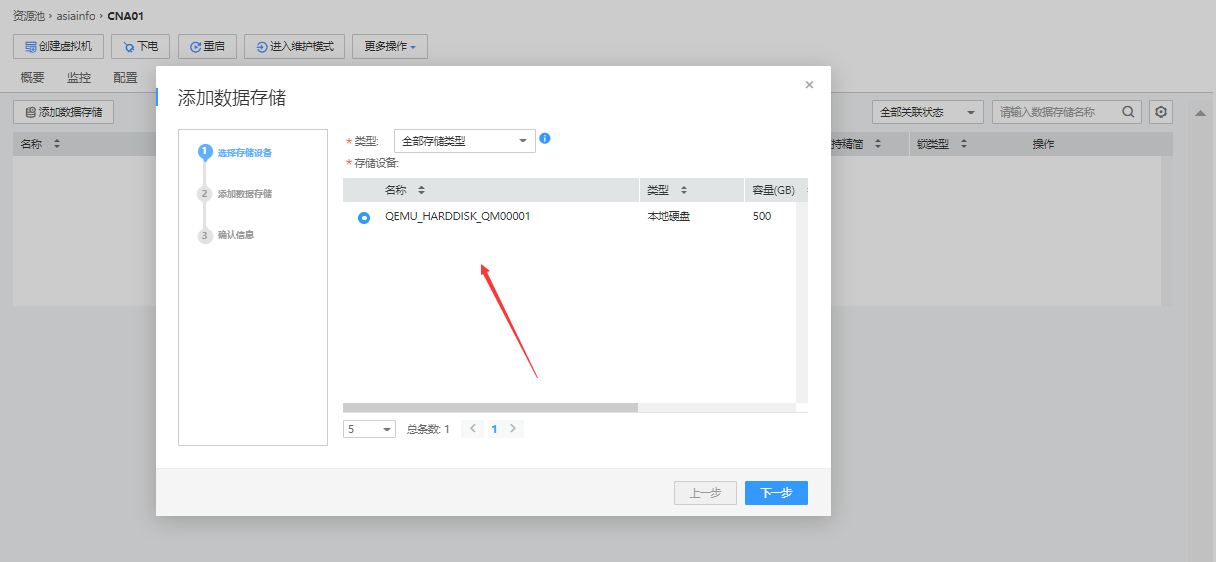 资源池 › asiainfo › CNA01
创建虚拟机 下电 重启 进入维护模式 更多操作
概要 监控 配置
添加数据存储 ×
添加数据存储 全部关联状态 请输入数据存储名称
名称 持精简 锁类型 操作
1 选择存储设备
2 添加数据存储
3 确认信息
* 类型: 全部存储类型
* 存储设备:
名称 类型 容量(GB)
QEMU_HARDDISK_QM00001 本地硬盘 500
5 总条数: 1 < 1 >
上一步 下一步